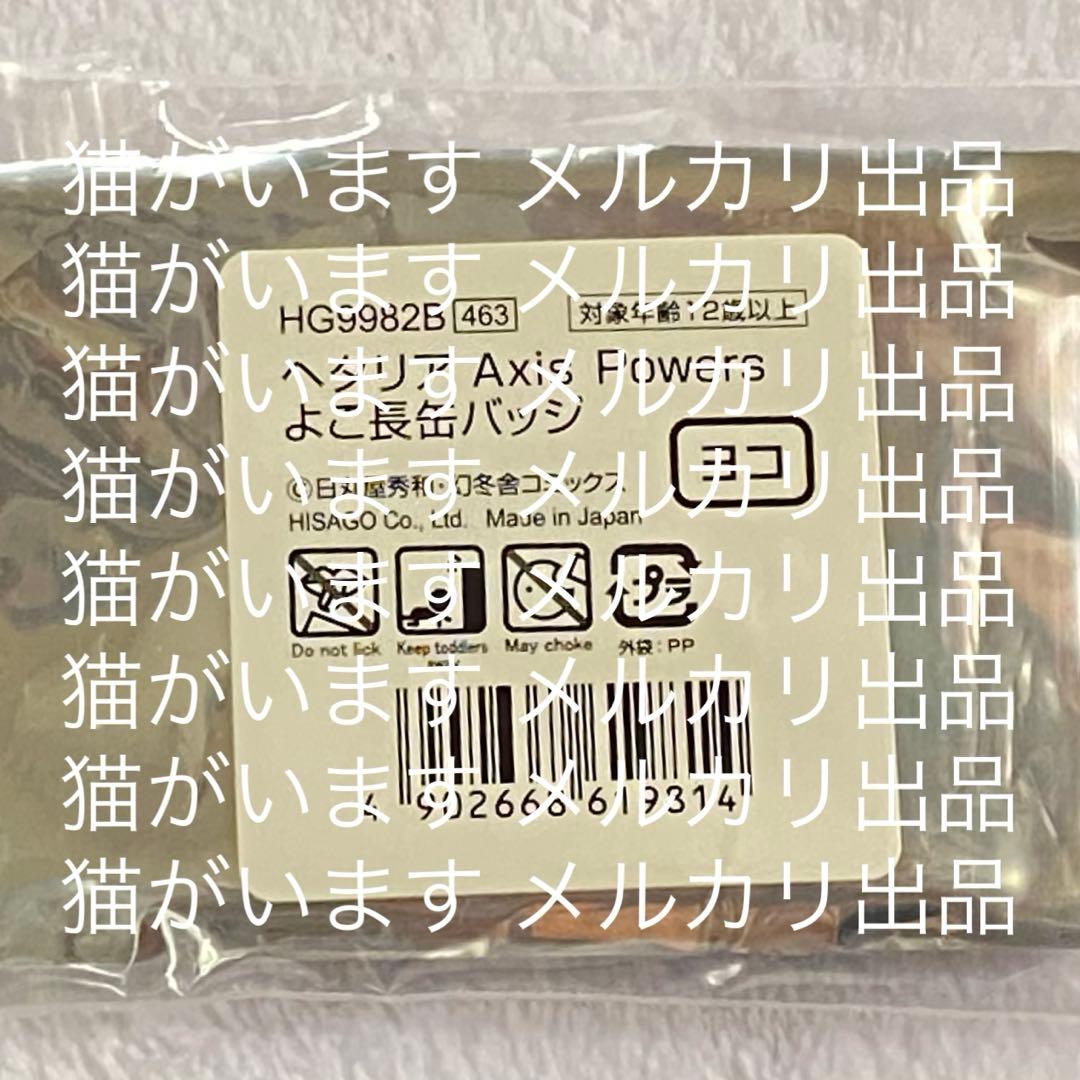 猫がいます メルカリ出品
猫がいます メルカリ出品
HG9982B 463 対象年齢12歳以上
ヘタリア Axis Powers
猫がいます メルカリ出品
よこ長缶バッジ
ヨコ
猫がいます メルカリ出品
©日丸屋秀和・幻冬舎コミックス
HISAGO Co., Ltd. Made in Japan
猫がいます メルカリ出品
プラ
Do not lick Keep toddlers away May choke 外袋：PP
猫がいます メルカリ出品
猫がいます メルカリ出品
4 902668 619314
猫がいます メルカリ出品